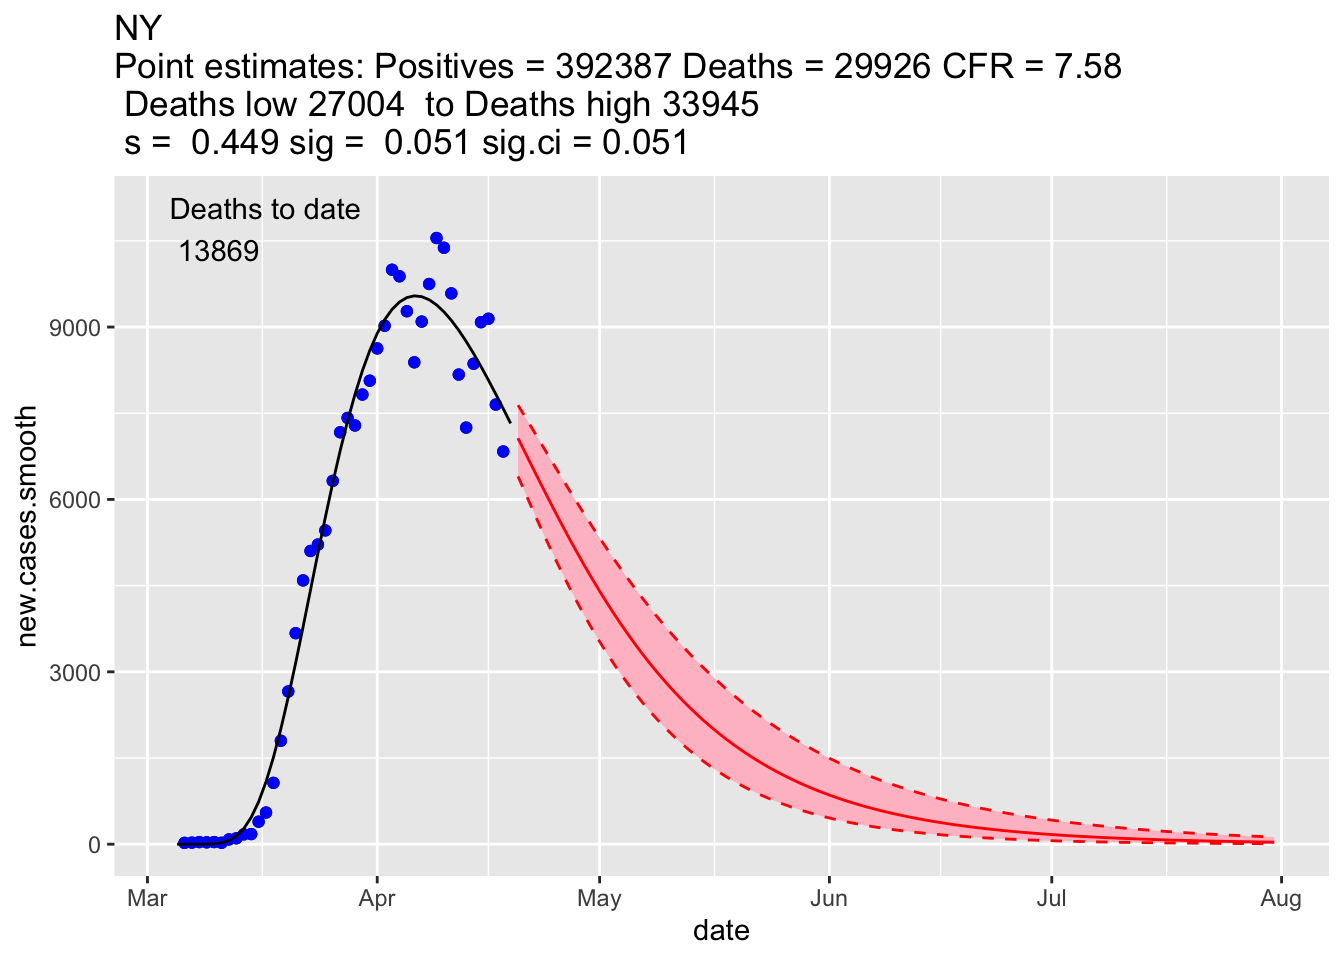 NY
Point estimates: Positives = 392387 Deaths = 29926 CFR = 7.58
Deaths low 27004  to Deaths high 33945
s =  0.449 sig =  0.051 sig.ci = 0.051
Deaths to date
13869
new.cases.smooth
9000
6000
3000
0
Mar Apr May Jun Jul Aug
date